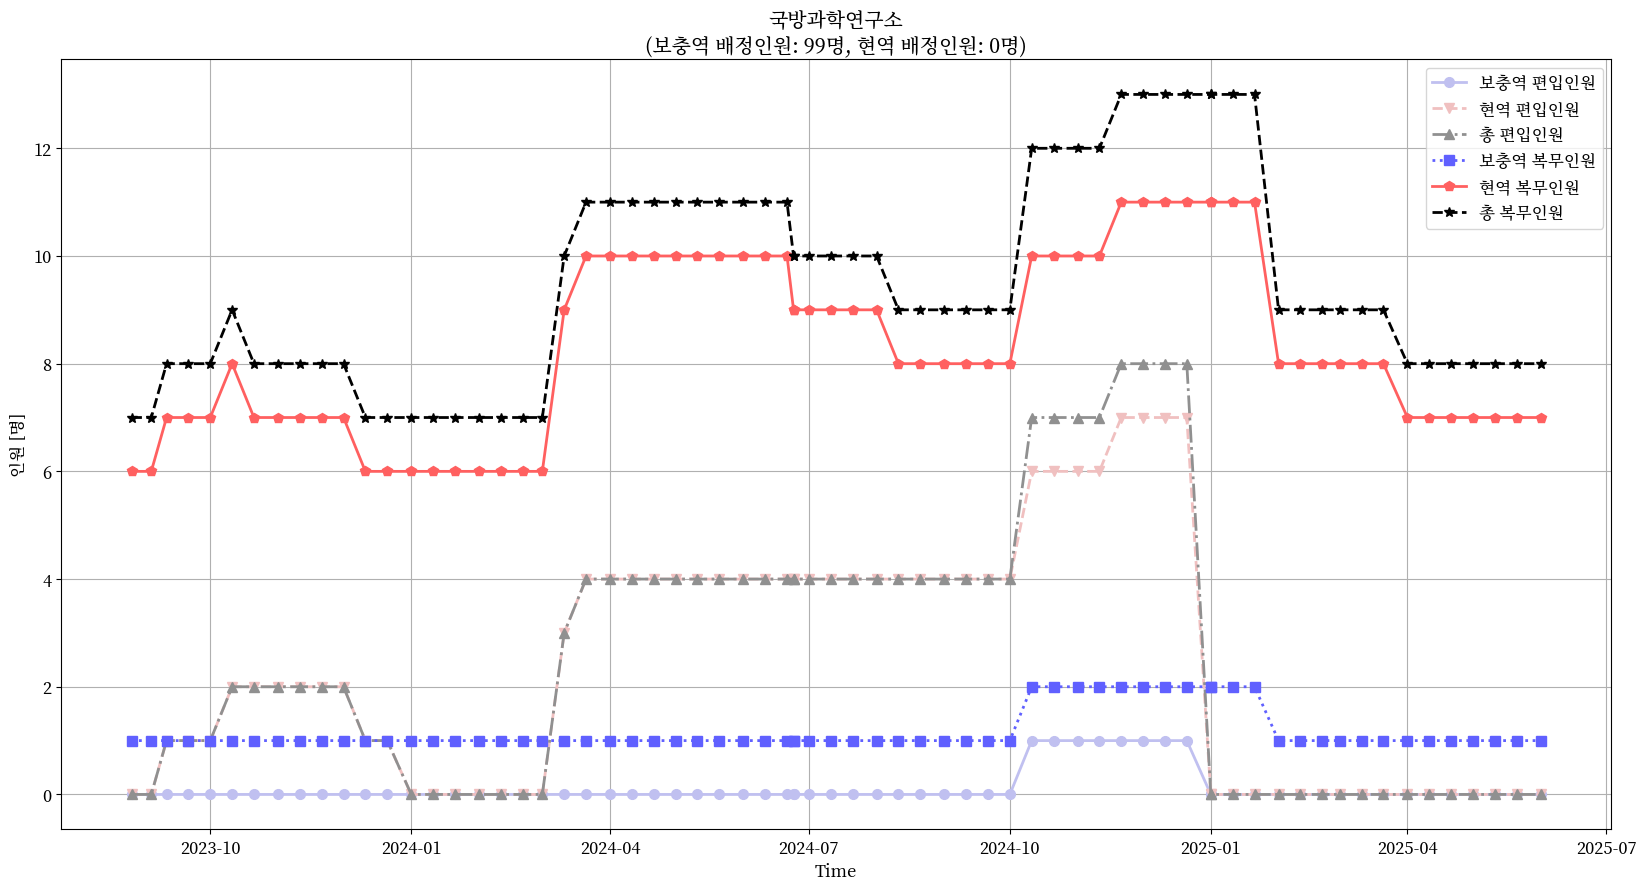 국방과학연구소
(보충역 배정인원: 99명, 현역 배정인원: 0명)
보충역 편입인원
현역 편입인원
총 편입인원
보충역 복무인원
현역 복무인원
총 복무인원
인원 [명]
12
10
8
6
4
2
0
2023-10
2024-01
2024-04
2024-07
2024-10
2025-01
2025-04
2025-07
Time